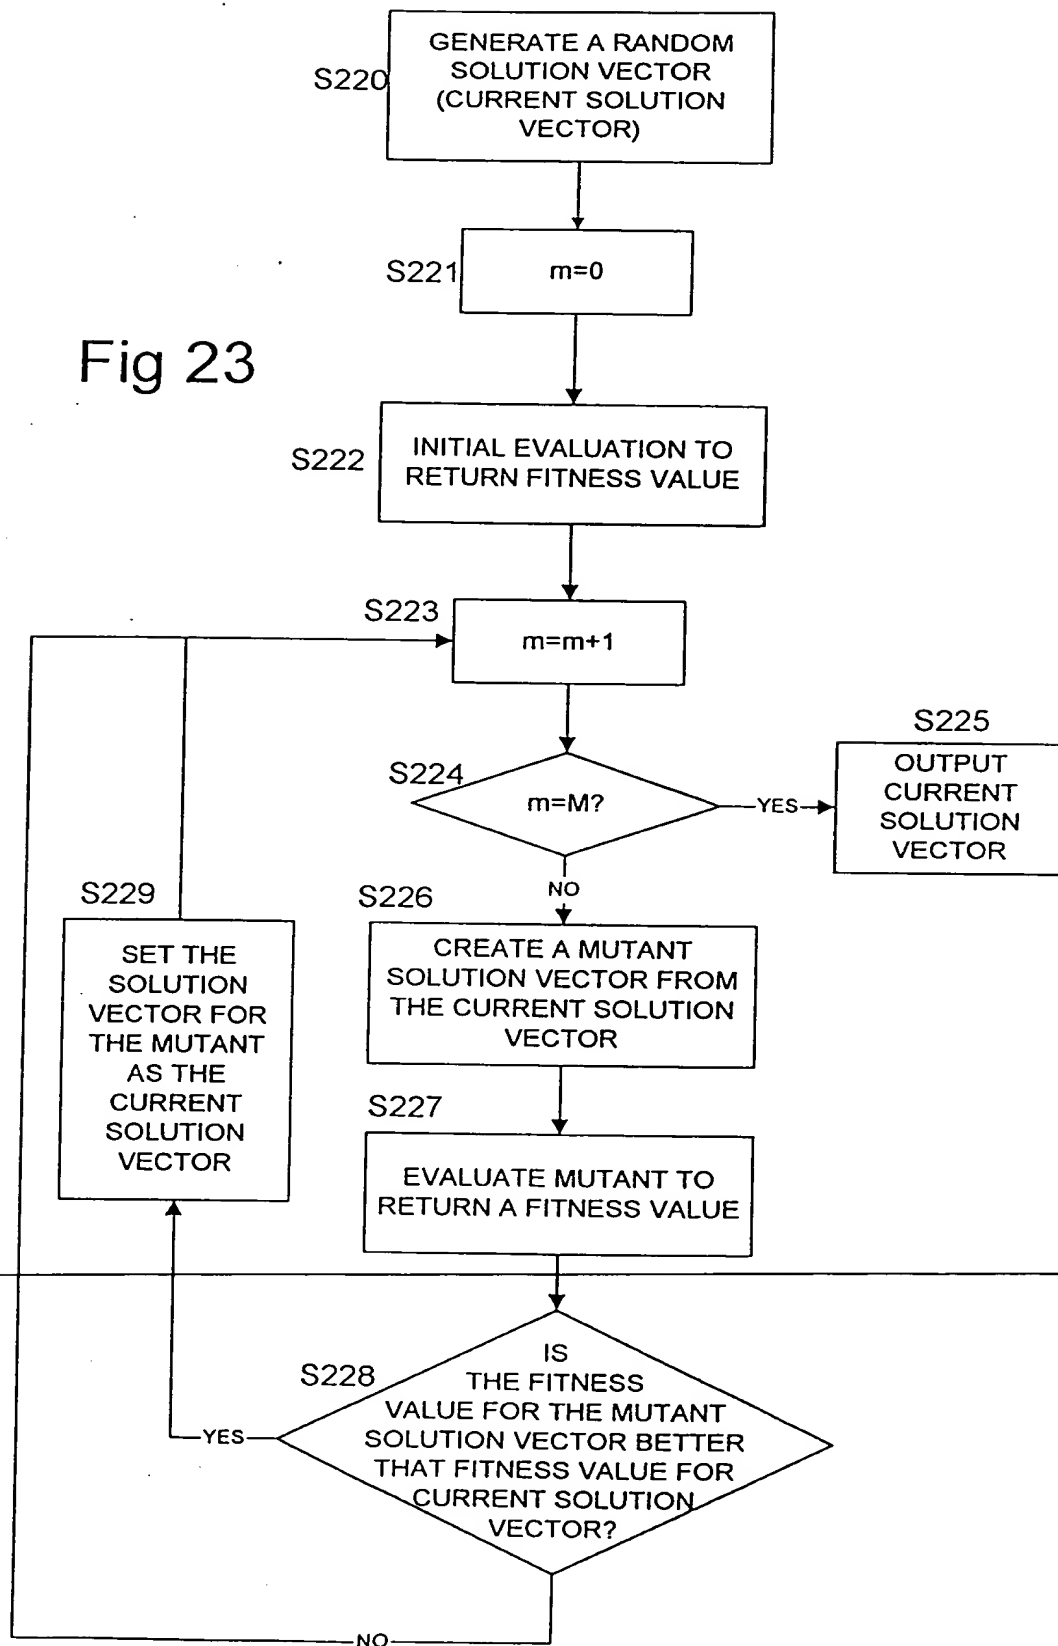 GENERATE A RANDOM
SOLUTION VECTOR
(CURRENT SOLUTION
VECTOR)
S220
S221
m=0
Fig 23
S222
INITIAL EVALUATION TO
RETURN FITNESS VALUE
S223
m=m+1
S224
m=M?
YES
S225
OUTPUT
CURRENT
SOLUTION
VECTOR
NO
S226
CREATE A MUTANT
SOLUTION VECTOR FROM
THE CURRENT SOLUTION
VECTOR
S229
SET THE
SOLUTION
VECTOR FOR
THE MUTANT
AS THE
CURRENT
SOLUTION
VECTOR
S227
EVALUATE MUTANT TO
RETURN A FITNESS VALUE
S228
IS
THE FITNESS
VALUE FOR THE MUTANT
SOLUTION VECTOR BETTER
THAT FITNESS VALUE FOR
CURRENT SOLUTION
VECTOR?
YES
NO